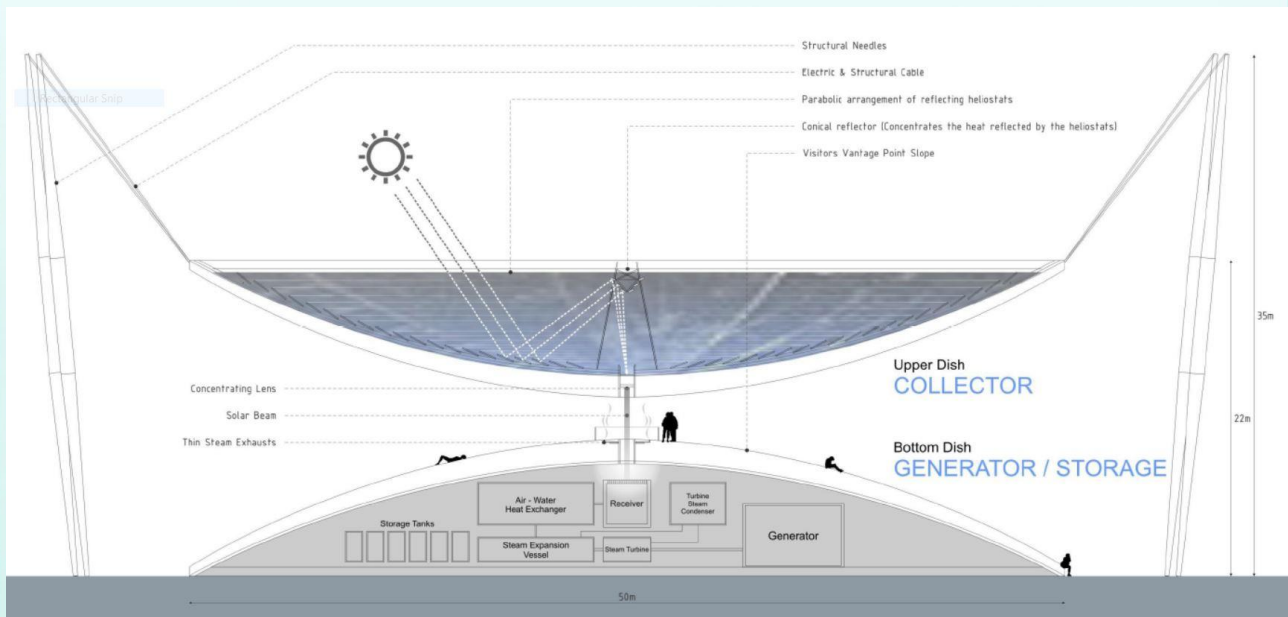 Structural Needles
Electric & Structural Cable
Rectangular Snip
Parabolic arrangement of reflecting heliostats
Conical reflector (Concentrates the heat reflected by the heliostats)
Visitors Vantage Point Slope
35m
Upper Dish
COLLECTOR
Concentrating Lens
Solar Beam
22m
Thin Steam Exhausts
Bottom Dish
GENERATOR / STORAGE
Air - Water
Heat Exchanger
Receiver
Turbine
Steam
Condenser
Storage Tanks
Generator
Steam Expansion
Vessel
Steam Turbine
50m